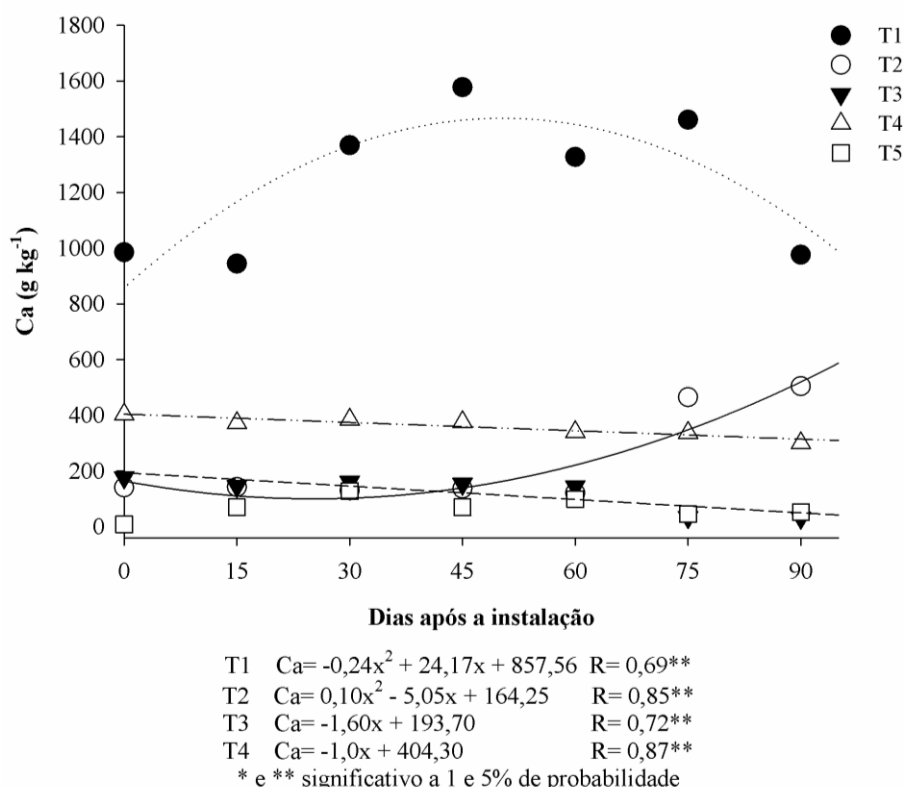 1800
1600
1400
1200
1000
800
600
400
200
0
Ca (g kg⁻¹)
T1
T2
T3
T4
T5
0 15 30 45 60 75 90
Dias após a instalação
T1 Ca= -0,24x² + 24,17x + 857,56 R= 0,69**
T2 Ca= 0,10x² - 5,05x + 164,25 R= 0,85**
T3 Ca= -1,60x + 193,70 R= 0,72**
T4 Ca= -1,0x + 404,30 R= 0,87**
* e ** significativo a 1 e 5% de probabilidade